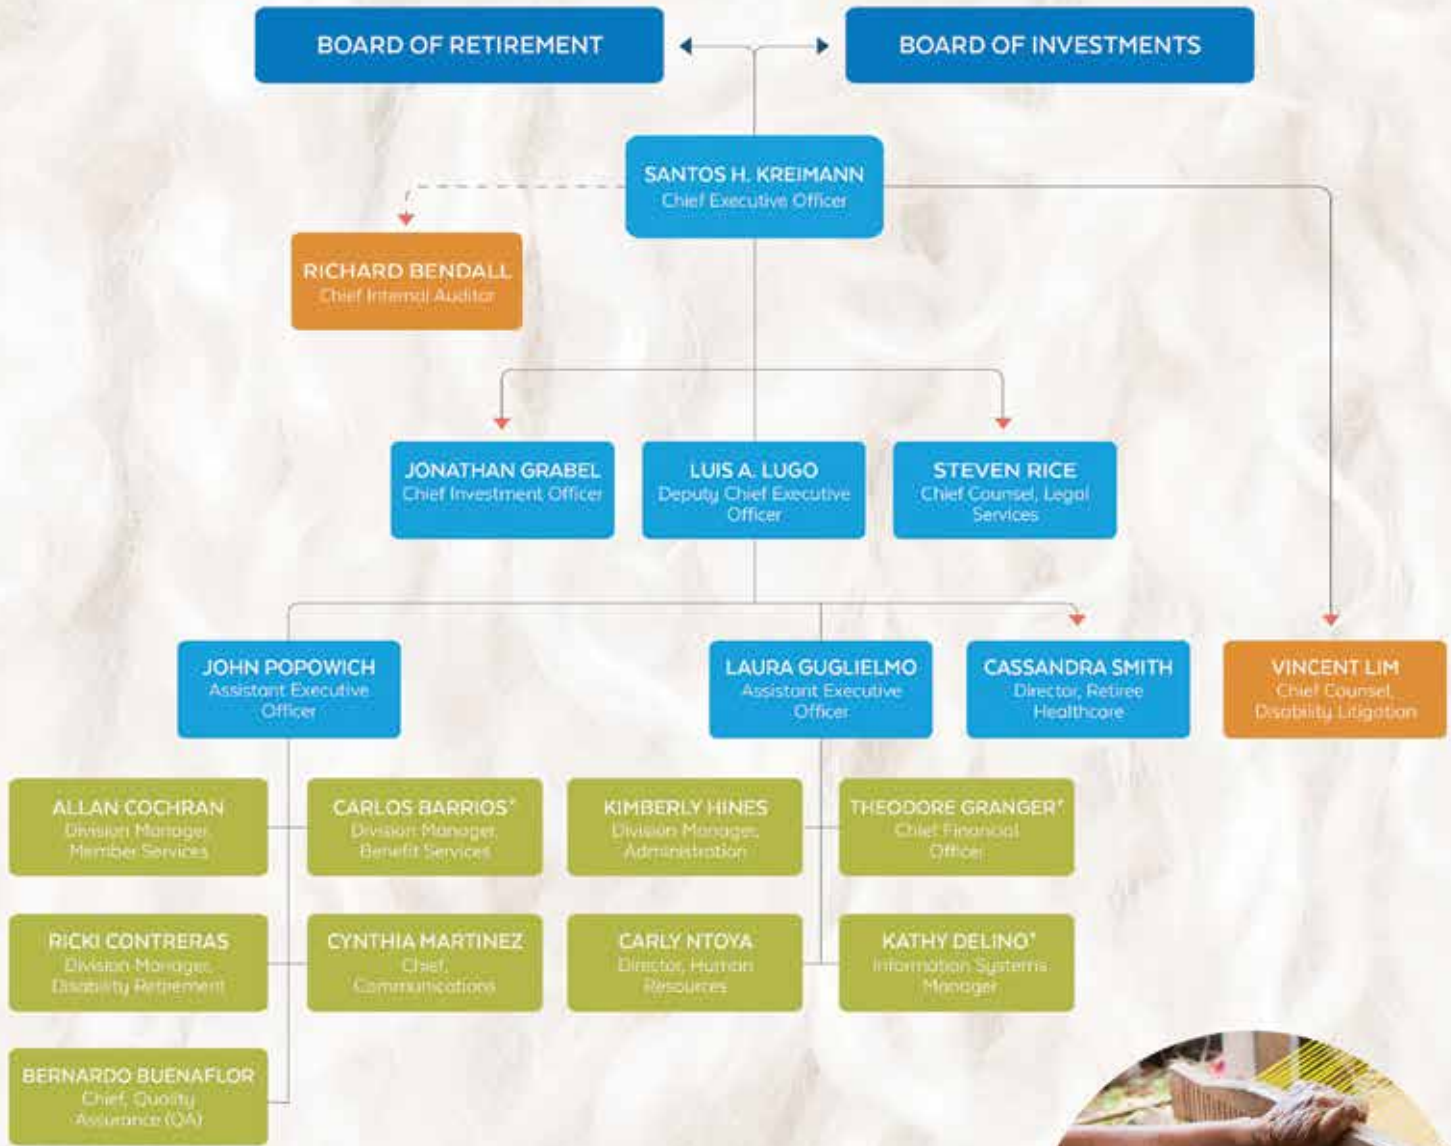 BOARD OF RETIREMENT
BOARD OF INVESTMENTS
SANTOS H. KREIMANN
Chief Executive Officer
RICHARD BENDALL
Chief Internal Auditor
JONATHAN GRABEL
Chief Investment Officer
LUIS A. LUGO
Deputy Chief Executive
Officer
STEVEN RICE
Chief Counsel, Legal
Services
JOHN POPOWICH
Assistant Executive
Officer
LAURA GUGLIELMO
Assistant Executive
Officer
CASSANDRA SMITH
Director, Retiree
Healthcare
VINCENT LIM
Chief Counsel,
Disability Litigation
ALLAN COCHRAN
Division Manager,
Member Services
CARLOS BARRIOS*
Division Manager,
Benefit Services
KIMBERLY HINES
Division Manager,
Administration
THEODORE GRANGER*
Chief Financial
Officer
RICKI CONTRERAS
Division Manager,
Disability Retirement
CYNTHIA MARTINEZ
Chief,
Communications
CARLY NTOYA
Director, Human
Resources
KATHY DELINO*
Information Systems
Manager
BERNARDO BUENAFLOR
Chief, Quality
Assurance (QA)